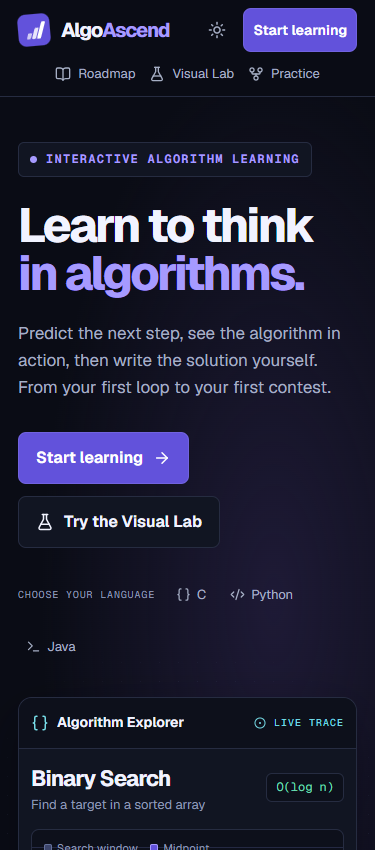 AlgoAscend
Start learning
Roadmap Visual Lab Practice
INTERACTIVE ALGORITHM LEARNING
Learn to think
in algorithms.
Predict the next step, see the algorithm in
action, then write the solution yourself.
From your first loop to your first contest.
Start learning
Try the Visual Lab
CHOOSE YOUR LANGUAGE {} C </> Python
>_ Java
{} Algorithm Explorer LIVE TRACE
Binary Search
O(log n)
Find a target in a sorted array
Search window Midpoint